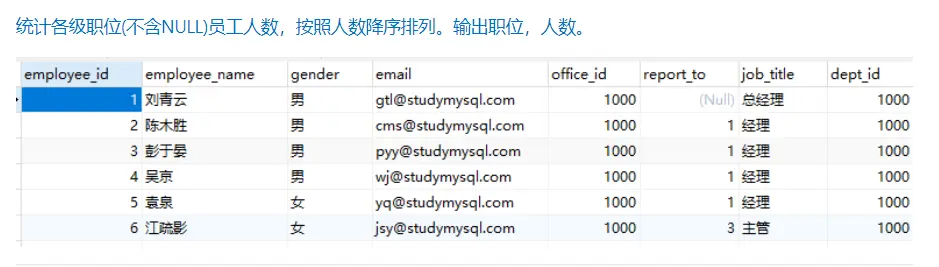 统计各级职位(不含NULL)员工人数，按照人数降序排列。输出职位，人数。
employee_id employee_name gender email office_id report_to job_title dept_id
1 刘青云 男 gtl@studymysql.com 1000 (Null) 总经理 1000
2 陈木胜 男 cms@studymysql.com 1000 1 经理 1000
3 彭于晏 男 pyy@studymysql.com 1000 1 经理 1000
4 吴京 男 wj@studymysql.com 1000 1 经理 1000
5 袁泉 女 yq@studymysql.com 1000 1 经理 1000
6 江疏影 女 jsy@studymysql.com 1000 3 主管 1000